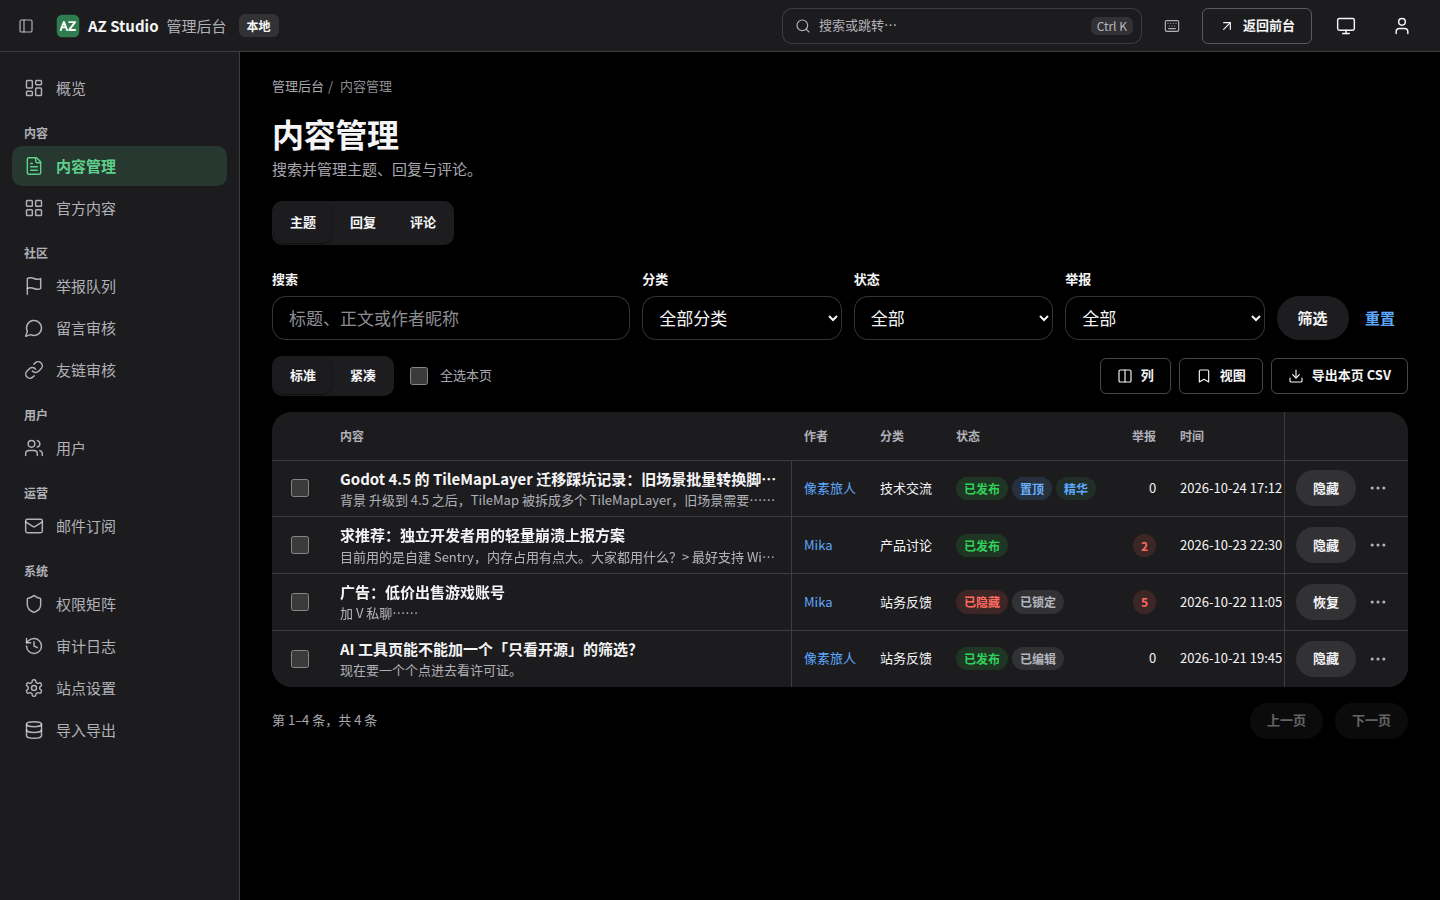 AZ AZ Studio 管理后台 本地
搜索或跳转… Ctrl K
返回前台
概览
内容
内容管理
官方内容
社区
举报队列
留言审核
友链审核
用户
用户
运营
邮件订阅
系统
权限矩阵
审计日志
站点设置
导入导出
管理后台 / 内容管理
内容管理
搜索并管理主题、回复与评论。
主题 回复 评论
搜索 分类 状态 举报
标题、正文或作者昵称 全部分类 全部 全部 筛选 重置
标准 紧凑 全选本页 列 视图 导出本页 CSV
内容 作者 分类 状态 举报 时间
Godot 4.5 的 TileMapLayer 迁移踩坑记录：旧场景批量转换脚…
背景 升级到 4.5 之后，TileMap 被拆成多个 TileMapLayer，旧场景需要……
像素旅人 技术交流 已发布 置顶 精华 0 2026-10-24 17:12 隐藏
求推荐：独立开发者用的轻量崩溃上报方案
目前用的是自建 Sentry，内存占用有点大。大家都用什么？> 最好支持 Wi…
Mika 产品讨论 已发布 2 2026-10-23 22:30 隐藏
广告：低价出售游戏账号
加 V 私聊……
Mika 站务反馈 已隐藏 已锁定 5 2026-10-22 11:05 恢复
AI 工具页能不能加一个「只看开源」的筛选？
现在要一个个点进去看许可证。
像素旅人 站务反馈 已发布 已编辑 0 2026-10-21 19:45 隐藏
第 1–4 条，共 4 条
上一页 下一页